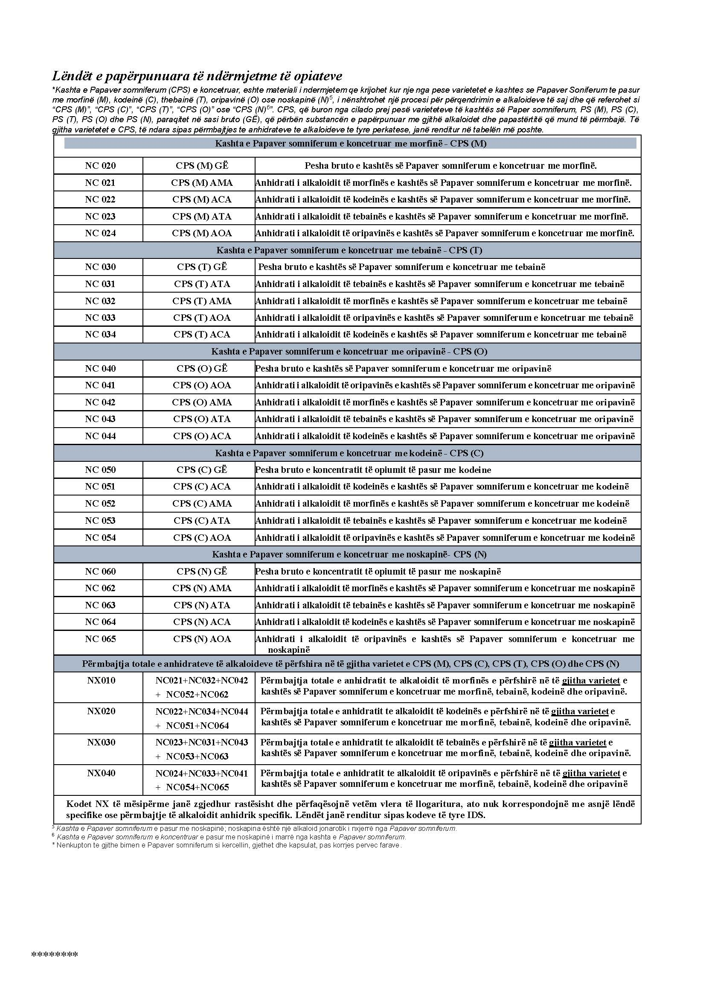 Lëndët e papërpunuara të ndërmjetme të opiateve
*Kashta e Papaver somniferum (CPS) e koncetruar, eshte materiali i ndermjetem qe krijohet kur nje nga pese varietetet e kashtes se Papaver Soniferum te pasur
me morfinë (M), kodeinë (C), thebainë (T), oripavinë (O) ose noskapinë (N)5, i nënshtrohet një procesi për përqendrimin e alkaloideve të saj dhe që referohet si
“CPS (M)”, “CPS (C)”, “CPS (T)”, “CPS (O)” ose “CPS (N)6”. CPS, që buron nga cilado prej pesë varieteteve të kashtës së Paper somniferum, PS (M), PS (C),
PS (T), PS (O) dhe PS (N), paraqitet në sasi bruto (GË), që përbën substancën e papërpunuar me gjithë alkaloidet dhe papastërtitë që mund të përmbajë. Të
gjitha varietetet e CPS, të ndara sipas përmbajtjes te anhidrateve te alkaloideve te tyre perkatese, janë renditur në tabelën më poshte.
Kashta e Papaver somniferum e koncetruar me morfinë - CPS (M)
NC 020 CPS (M) GË Pesha bruto e kashtës së Papaver somniferum e koncetruar me morfinë.
NC 021 CPS (M) AMA Anhidrati i alkaloidit të morfinës e kashtës së Papaver somniferum e koncetruar me morfinë.
NC 022 CPS (M) ACA Anhidrati i alkaloidit të kodeinës e kashtës së Papaver somniferum e koncetruar me morfinë.
NC 023 CPS (M) ATA Anhidrati i alkaloidit të tebainës e kashtës së Papaver somniferum e koncetruar me morfinë.
NC 024 CPS (M) AOA Anhidrati i alkaloidit të oripavinës e kashtës së Papaver somniferum e koncetruar me morfinë.
Kashta e Papaver somniferum e koncetruar me tebainë - CPS (T)
NC 030 CPS (T) GË Pesha bruto e kashtës së Papaver somniferum e koncetruar me tebainë
NC 031 CPS (T) ATA Anhidrati i alkaloidit të tebainës e kashtës së Papaver somniferum e koncetruar me tebainë
NC 032 CPS (T) AMA Anhidrati i alkaloidit të morfinës e kashtës së Papaver somniferum e koncetruar me tebainë
NC 033 CPS (T) AOA Anhidrati i alkaloidit të oripavinës e kashtës së Papaver somniferum e koncetruar me tebainë
NC 034 CPS (T) ACA Anhidrati i alkaloidit të kodeinës e kashtës së Papaver somniferum e koncetruar me tebainë
Kashta e Papaver somniferum e koncetruar me oripavinë - CPS (O)
NC 040 CPS (O) GË Pesha bruto e kashtës së Papaver somniferum e koncetruar me oripavinë
NC 041 CPS (O) AOA Anhidrati i alkaloidit të oripavinës e kashtës së Papaver somniferum e koncetruar me oripavinë
NC 042 CPS (O) AMA Anhidrati i alkaloidit të morfinës e kashtës së Papaver somniferum e koncetruar me oripavinë
NC 043 CPS (O) ATA Anhidrati i alkaloidit të tebainës e kashtës së Papaver somniferum e koncetruar me oripavinë
NC 044 CPS (O) ACA Anhidrati i alkaloidit të kodeinës e kashtës së Papaver somniferum e koncetruar me oripavinë
Kashta e Papaver somniferum e koncetruar me kodeinë - CPS (C)
NC 050 CPS (C) GË Pesha bruto e koncentratit të opiumit të pasur me kodeine
NC 051 CPS (C) ACA Anhidrati i alkaloidit të kodeinës e kashtës së Papaver somniferum e koncetruar me kodeinë
NC 052 CPS (C) AMA Anhidrati i alkaloidit të morfinës e kashtës së Papaver somniferum e koncetruar me kodeinë
NC 053 CPS (C) ATA Anhidrati i alkaloidit të tebainës e kashtës së Papaver somniferum e koncetruar me kodeinë
NC 054 CPS (C) AOA Anhidrati i alkaloidit të oripavinës e kashtës së Papaver somniferum e koncetruar me kodeinë
Kashta e Papaver somniferum e koncetruar me noskapinë- CPS (N)
NC 060 CPS (N) GË Pesha bruto e koncentratit të opiumit të pasur me noskapinë
NC 062 CPS (N) AMA Anhidrati i alkaloidit të morfinës e kashtës së Papaver somniferum e koncetruar me noskapinë
NC 063 CPS (N) ATA Anhidrati i alkaloidit të tebainës e kashtës së Papaver somniferum e koncetruar me noskapinë
NC 064 CPS (N) ACA Anhidrati i alkaloidit të kodeinës e kashtës së Papaver somniferum e koncetruar me noskapinë
NC 065 CPS (N) AOA Anhidrati i alkaloidit të oripavinës e kashtës së Papaver somniferum e koncetruar me
noskapinë
Përmbajtja totale e anhidrateve të alkaloideve të përfshira në të gjitha varietet e CPS (M), CPS (C), CPS (T), CPS (O) dhe CPS (N)
NX010 NC021+NC032+NC042 Përmbajtja totale e anhidratit te alkaloidit të morfinës e përfshirë në të gjitha varietet e
+ NC052+NC062 kashtës së Papaver somniferum e koncetruar me morfinë, tebainë, kodeinë dhe oripavinë.
NX020 NC022+NC034+NC044 Përmbajtja totale e anhidratit te alkaloidit të kodeinës e përfshirë në të gjitha varietet e
+ NC051+NC064 kashtës së Papaver somniferum e koncetruar me morfinë, tebainë, kodeinë dhe oripavinë.
NX030 NC023+NC031+NC043 Përmbajtja totale e anhidratit te alkaloidit të tebainës e përfshirë në të gjitha varietet e
+ NC053+NC063 kashtës së Papaver somniferum e koncetruar me morfinë, tebainë, kodeinë dhe oripavinë.
NX040 NC024+NC033+NC041 Përmbajtja totale e anhidratit te alkaloidit të oripavinës e përfshirë në të gjitha varietet e
+ NC054+NC065 kashtës së Papaver somniferum e koncetruar me morfinë, tebainë, kodeinë dhe oripavinë
Kodet NX të mësipërme janë zgjedhur rastësisht dhe përfaqësojnë vetëm vlera të llogaritura, ato nuk korrespondojnë me asnjë lëndë
specifike ose përmbajtje të alkaloidit anhidrik specifik. Lëndët janë renditur sipas kodeve të tyre IDS.
5 Kashta e Papaver somniferum e pasur me noskapinë; noskapina është një alkaloid jonarotik i nxjerrë nga Papaver somniferum.
6 Kashta e Papaver somniferum e koncentruar e pasur me noskapinë i marrë nga kashta e Papaver somniferum.
* Nenkupton te gjithe bimen e Papaver somniferum si kercellin, gjethet dhe kapsulat, pas korrjes pervec farave.
********